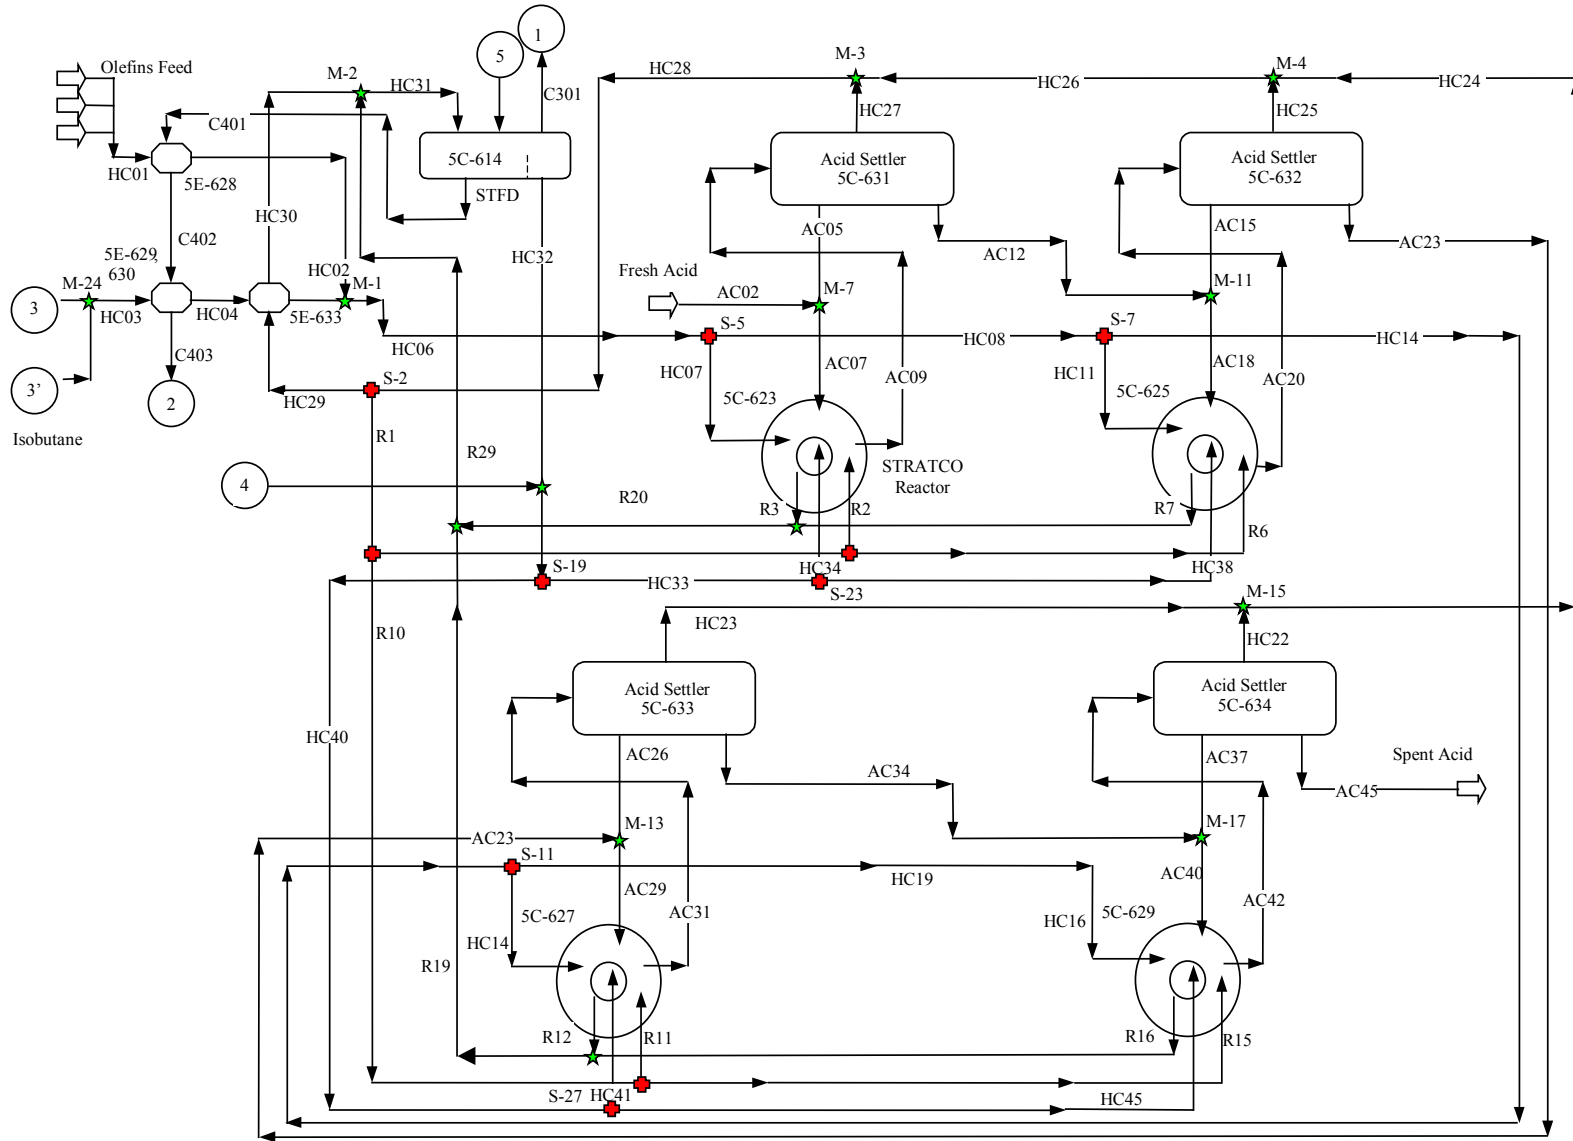 1
5
M-3
M-4
Olefins Feed
M-2
HC31
HC28
HC26
HC24
C301
HC27
HC25
C401
5C-614
Acid Settler
5C-631
Acid Settler
5C-632
HC01
5E-628
STFD
HC30
C402
HC32
AC05
AC12
AC15
AC23
5E-629,
630
HC02
M-24
M-1
Fresh Acid
AC02
M-7
M-11
3
HC03
HC04
5E-633
S-5
S-7
HC06
HC08
HC14
C403
HC07
AC07
AC09
HC11
AC18
AC20
3'
2
S-2
HC29
5C-623
5C-625
Isobutane
R1
R29
STRATCO
Reactor
4
R20
R3
R2
R7
R6
S-19
HC33
HC34
S-23
HC38
M-15
HC23
HC22
R10
Acid Settler
5C-633
Acid Settler
5C-634
HC40
AC26
AC34
AC37
Spent Acid
AC45
AC23
M-13
M-17
S-11
HC19
AC29
AC31
AC40
AC42
5C-627
HC14
HC16
5C-629
R19
R12
R11
R16
R15
S-27
HC41
HC45